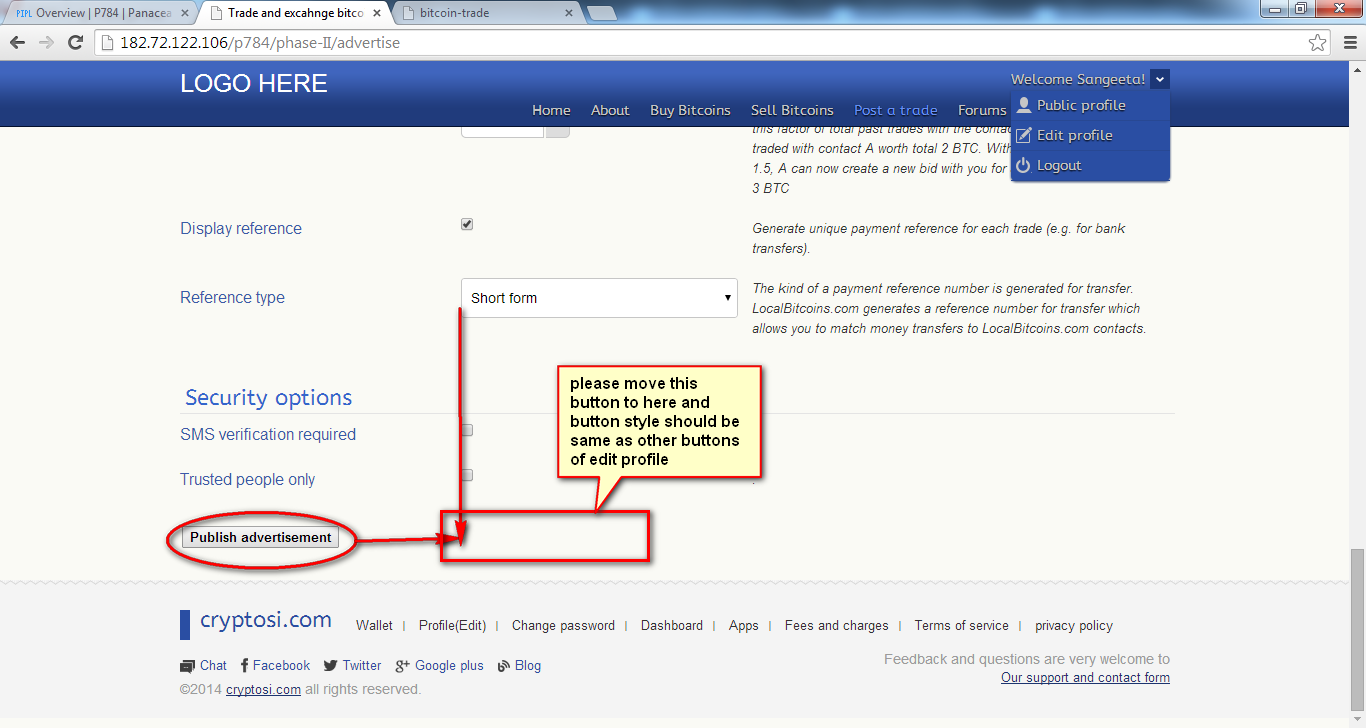 PIPL Overview | P784 | Panacea
Trade and excahnge bitco
bitcoin-trade
182.72.122.106/p784/phase-II/advertise
LOGO HERE
Welcome Sangeeta!
Home About Buy Bitcoins Sell Bitcoins Post a trade Forums
Public profile
Edit profile
Logout
this factor of total past trades with the conta
traded with contact A worth total 2 BTC. With
1.5, A can now create a new bid with you for
3 BTC
Display reference
Generate unique payment reference for each trade (e.g. for bank
transfers).
Reference type
Short form
The kind of a payment reference number is generated for transfer.
LocalBitcoins.com generates a reference number for transfer which
allows you to match money transfers to LocalBitcoins.com contacts.
Security options
SMS verification required
Trusted people only
please move this
button to here and
button style should be
same as other buttons
of edit profile
.
Publish advertisement
cryptosi.com
Wallet | Profile(Edit) | Change password | Dashboard | Apps | Fees and charges | Terms of service | privacy policy
Chat Facebook Twitter Google plus Blog
©2014 cryptosi.com all rights reserved.
Feedback and questions are very welcome to
Our support and contact form